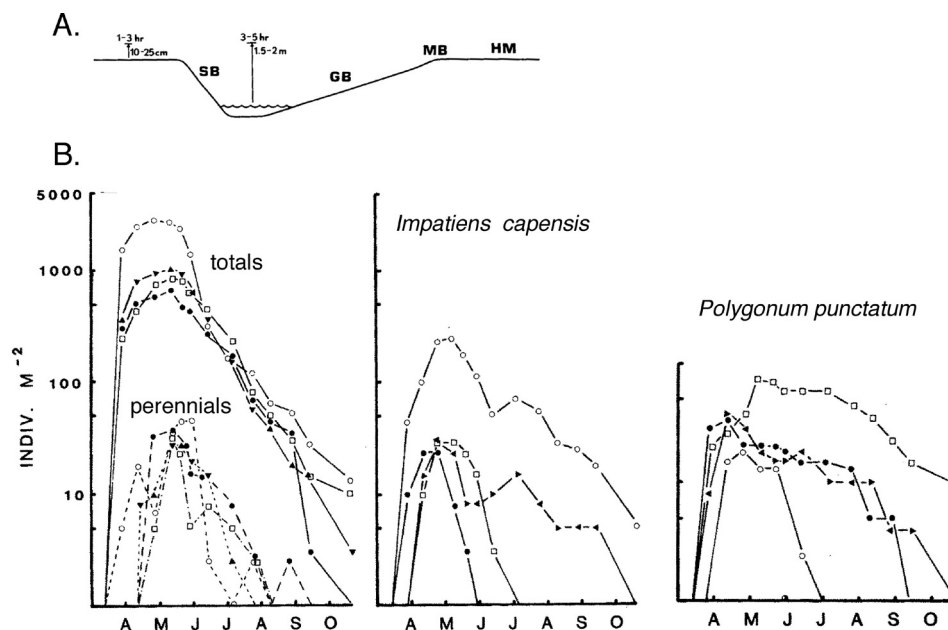 A.
1-3 hr
10-25cm
3-5 hr
1.5-2 m
SB
GB
MB
HM
B.
5000
1000
100
10
INDIV. M-2
totals
perennials
A M J J A S O
Impatiens capensis
A M J J A S O
Polygonum punctatum
A M J J A S O